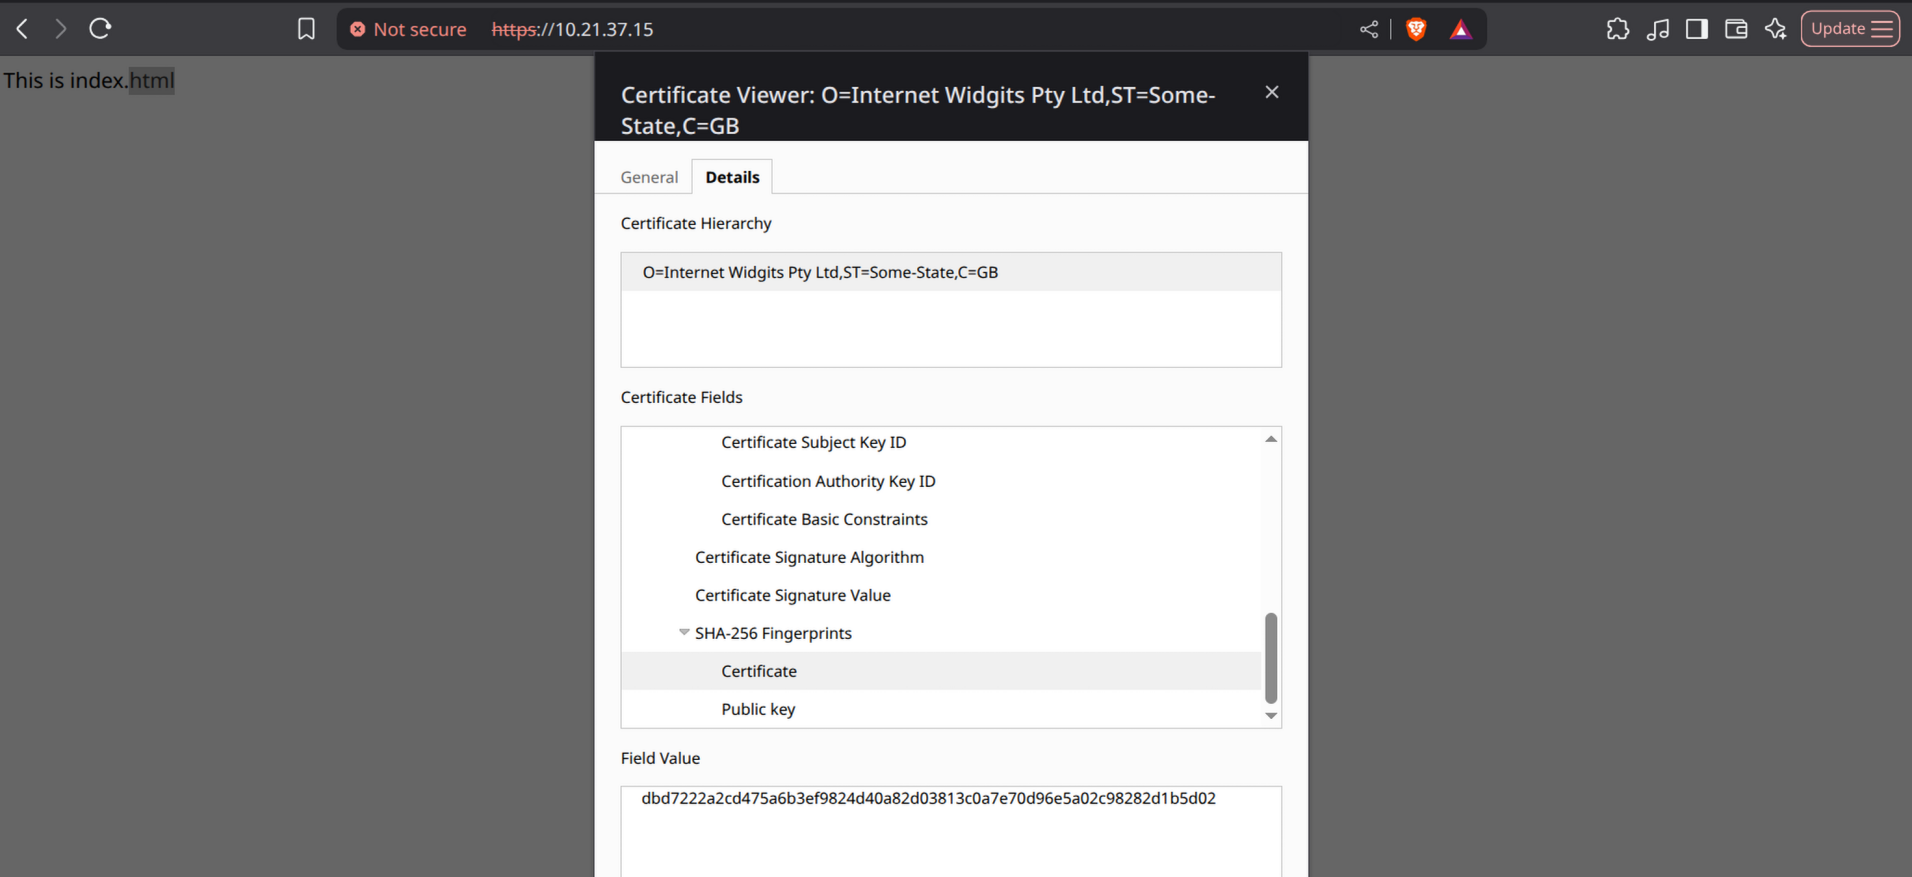 Not secure https://10.21.37.15 Update
This is index.html
Certificate Viewer: O=Internet Widgits Pty Ltd,ST=Some-
State,C=GB
General Details
Certificate Hierarchy
O=Internet Widgits Pty Ltd,ST=Some-State,C=GB
Certificate Fields
Certificate Subject Key ID
Certification Authority Key ID
Certificate Basic Constraints
Certificate Signature Algorithm
Certificate Signature Value
SHA-256 Fingerprints
Certificate
Public key
Field Value
dbd7222a2cd475a6b3ef9824d40a82d03813c0a7e70d96e5a02c98282d1b5d02